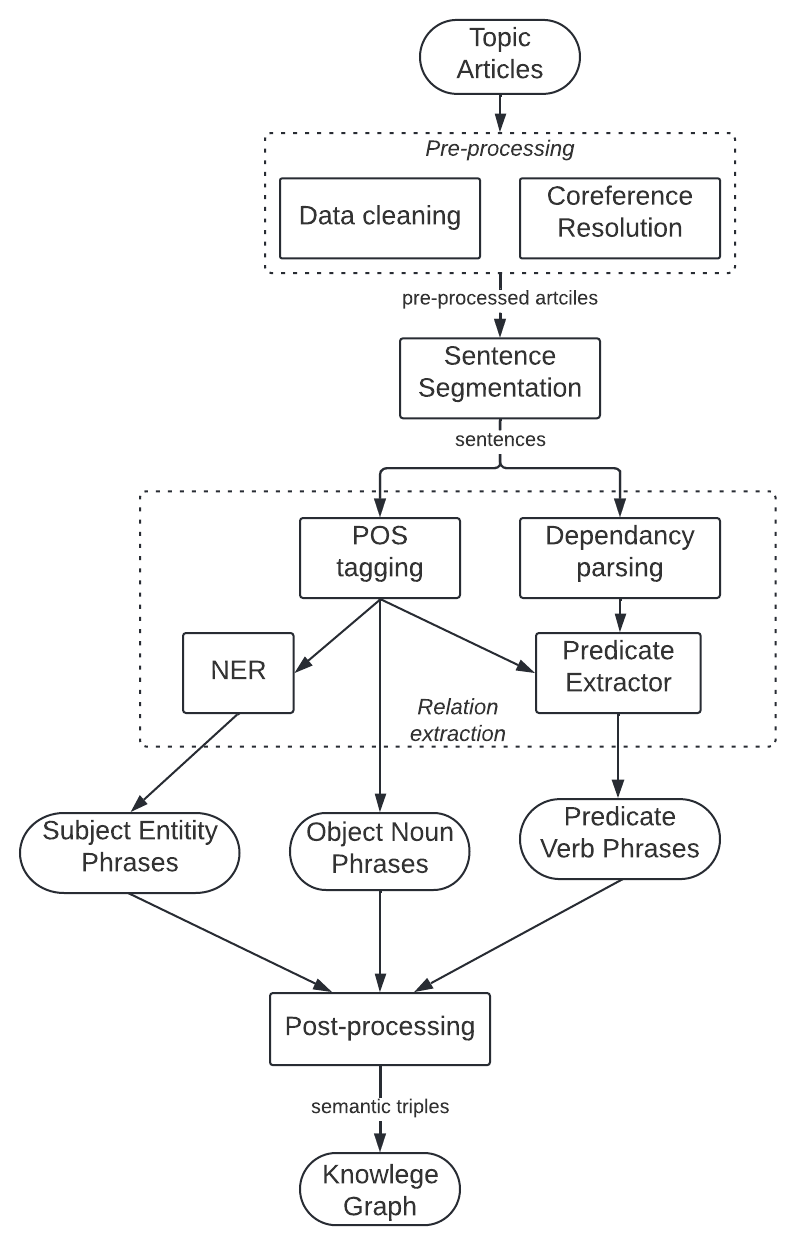 Topic
Articles
Pre-processing
Data cleaning
Coreference
Resolution
pre-processed artciles
Sentence
Segmentation
sentences
POS
tagging
Dependancy
parsing
NER
Predicate
Extractor
Relation
extraction
Subject Entitity
Phrases
Object Noun
Phrases
Predicate
Verb Phrases
Post-processing
semantic triples
Knowlege
Graph